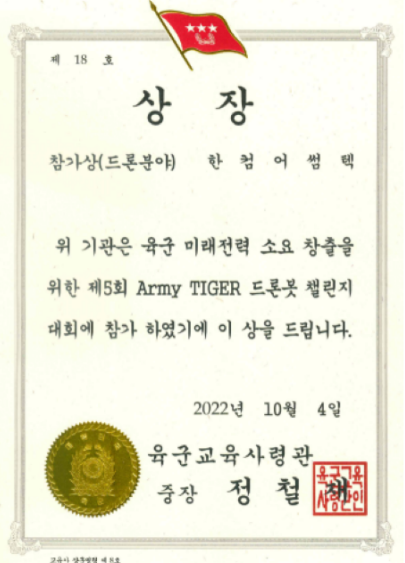 제 18 호
상 장
참가상(드론분야) 한 컴 어 썸 텍
위 기관은 육군 미래전력 소요 창출을
위한 제5회 Army TIGER 드론봇 챌린지
대회에 참가 하였기에 이 상을 드립니다.
2022년 10월 4일
육군교육사령관
중장 정 철 재